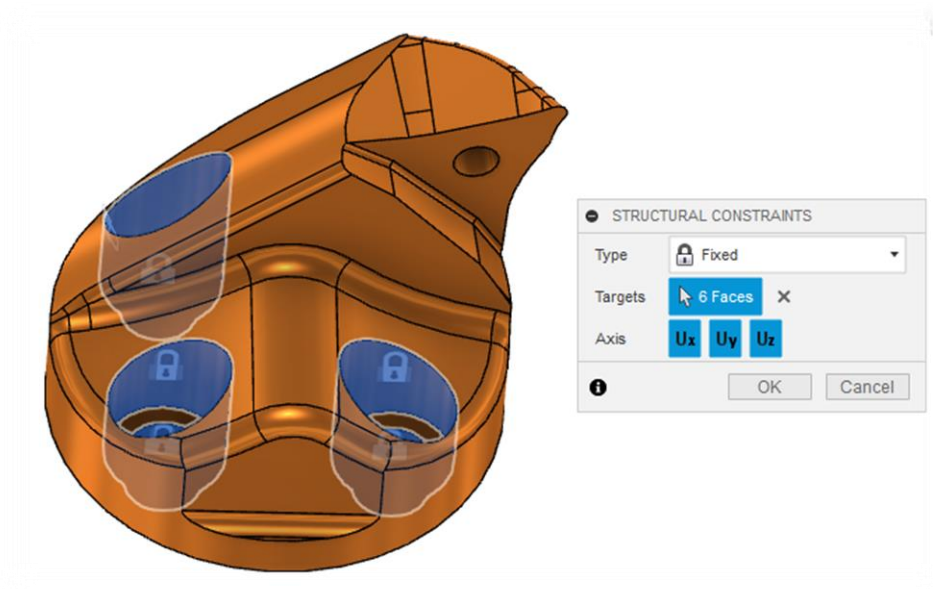 STRUCTURAL CONSTRAINTS
Type Fixed
Targets 6 Faces
Axis Ux Uy Uz
OK Cancel